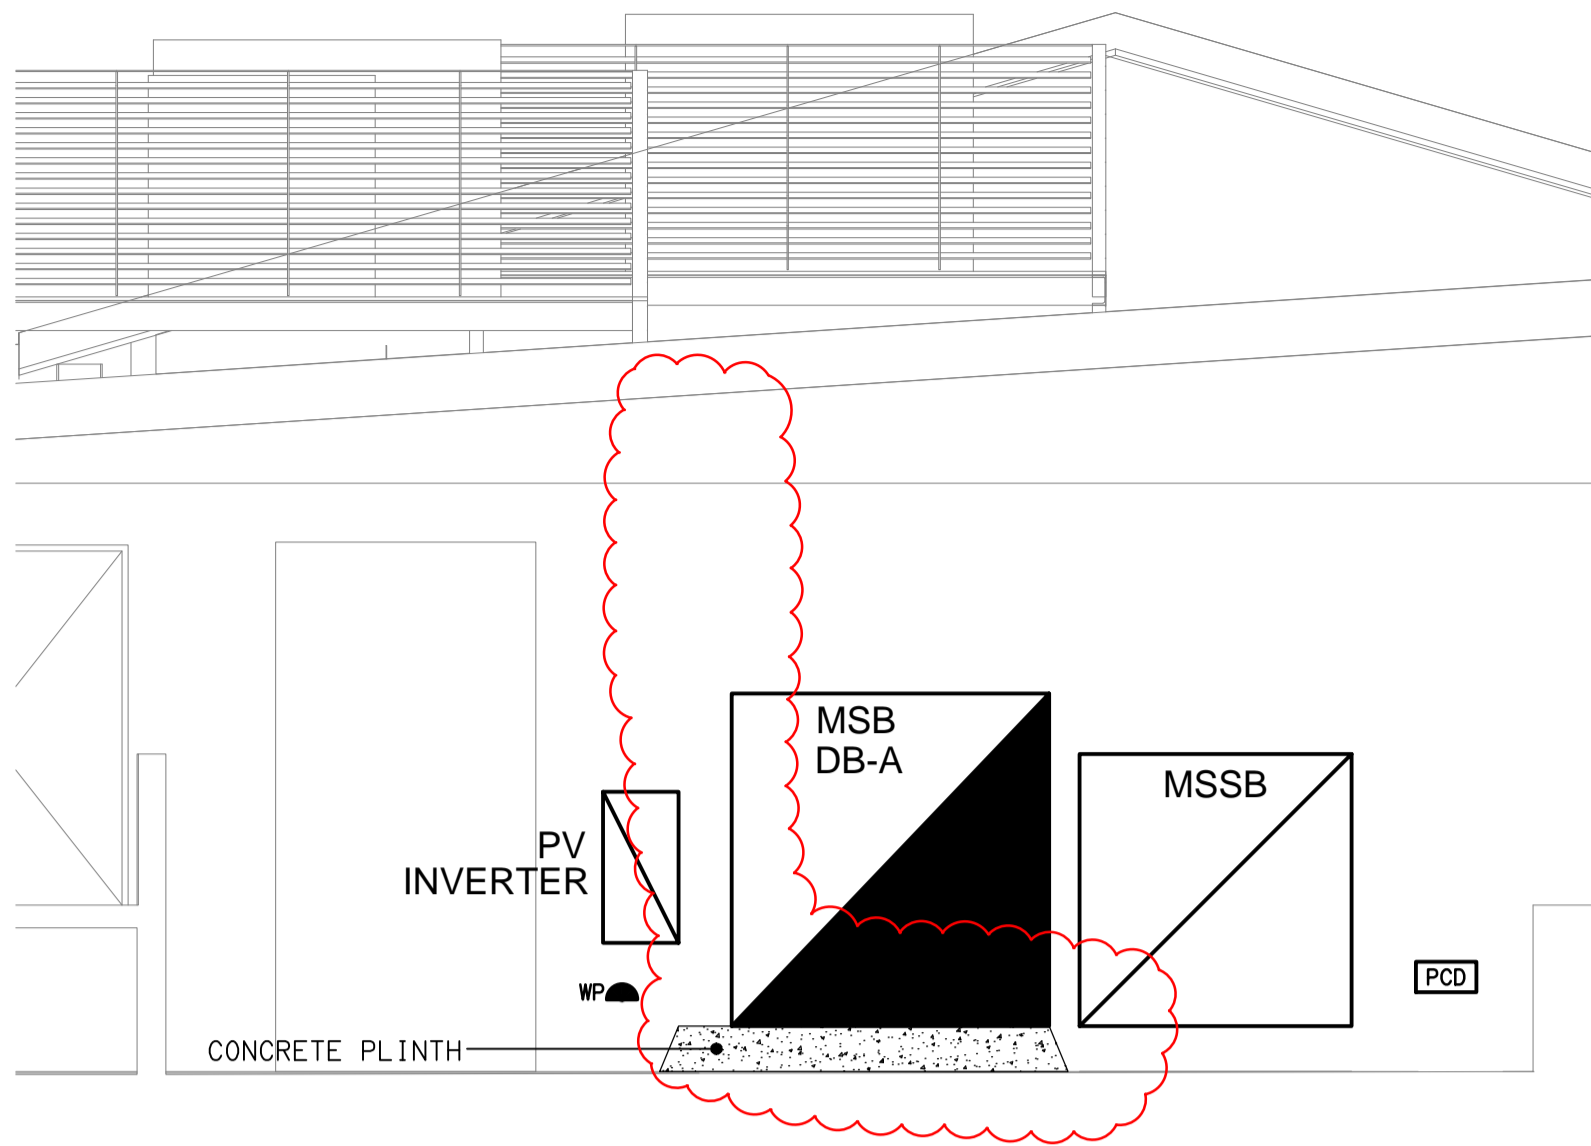 MSB
DB-A
MSSB
PV
INVERTER
WP
PCD
CONCRETE PLINTH